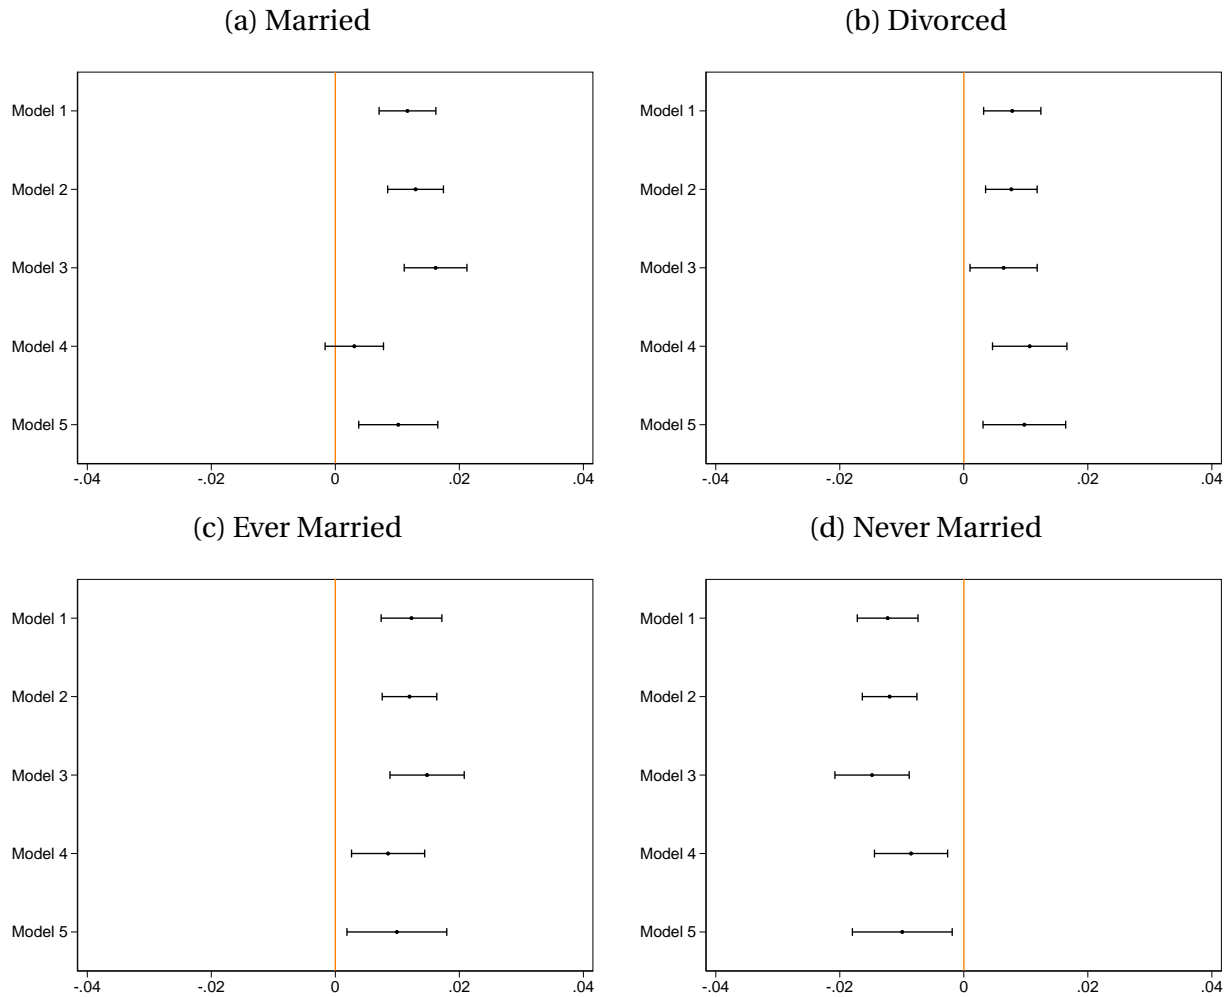 (a) Married
Model 1
Model 2
Model 3
Model 4
Model 5
-.04 -.02 0 .02 .04
(b) Divorced
Model 1
Model 2
Model 3
Model 4
Model 5
-.04 -.02 0 .02 .04
(c) Ever Married
Model 1
Model 2
Model 3
Model 4
Model 5
-.04 -.02 0 .02 .04
(d) Never Married
Model 1
Model 2
Model 3
Model 4
Model 5
-.04 -.02 0 .02 .04